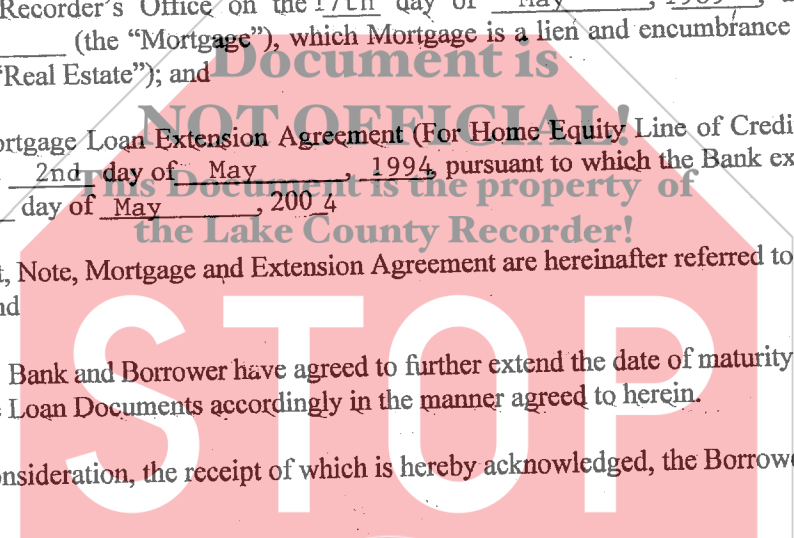 Recorder's Office on the 17th day of May, 1989, a
(the "Mortgage"), which Mortgage is a lien and encumbrance
"Real Estate"); and
Document is
NOT OFFICIAL!
ortgage Loan Extension Agreement (For Home Equity Line of Credi
2nd day of May, 1994, pursuant to which the Bank ex
This Document is the property of
day of May, 2004
the Lake County Recorder!
t, Note, Mortgage and Extension Agreement are hereinafter referred to
nd
STOP
Bank and Borrower have agreed to further extend the date of maturity
e Loan Documents accordingly in the manner agreed to herein.
onsideration, the receipt of which is hereby acknowledged, the Borrowe